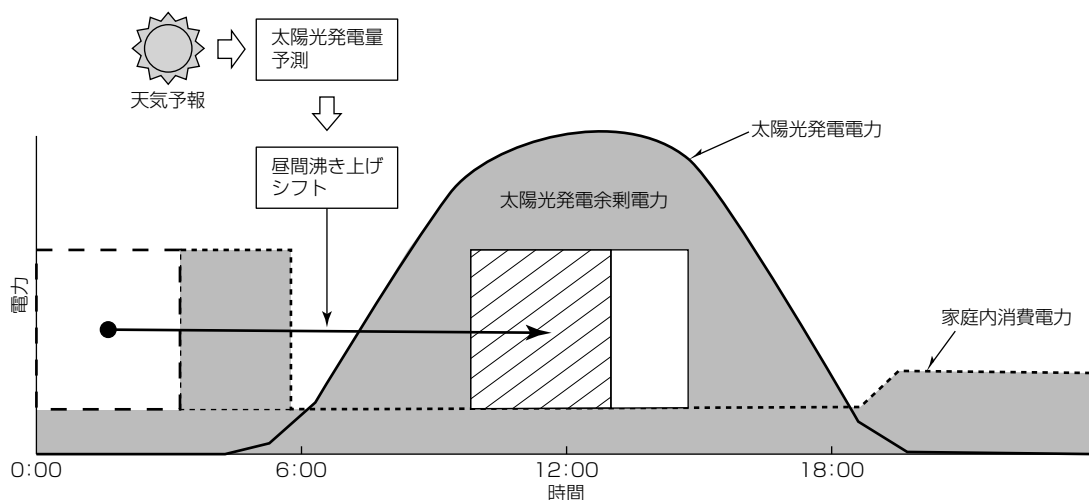 天気予報
太陽光発電量
予測
昼間沸き上げ
シフト
太陽光発電電力
太陽光発電余剰電力
家庭内消費電力
電力
0:00
6:00
12:00
18:00
時間